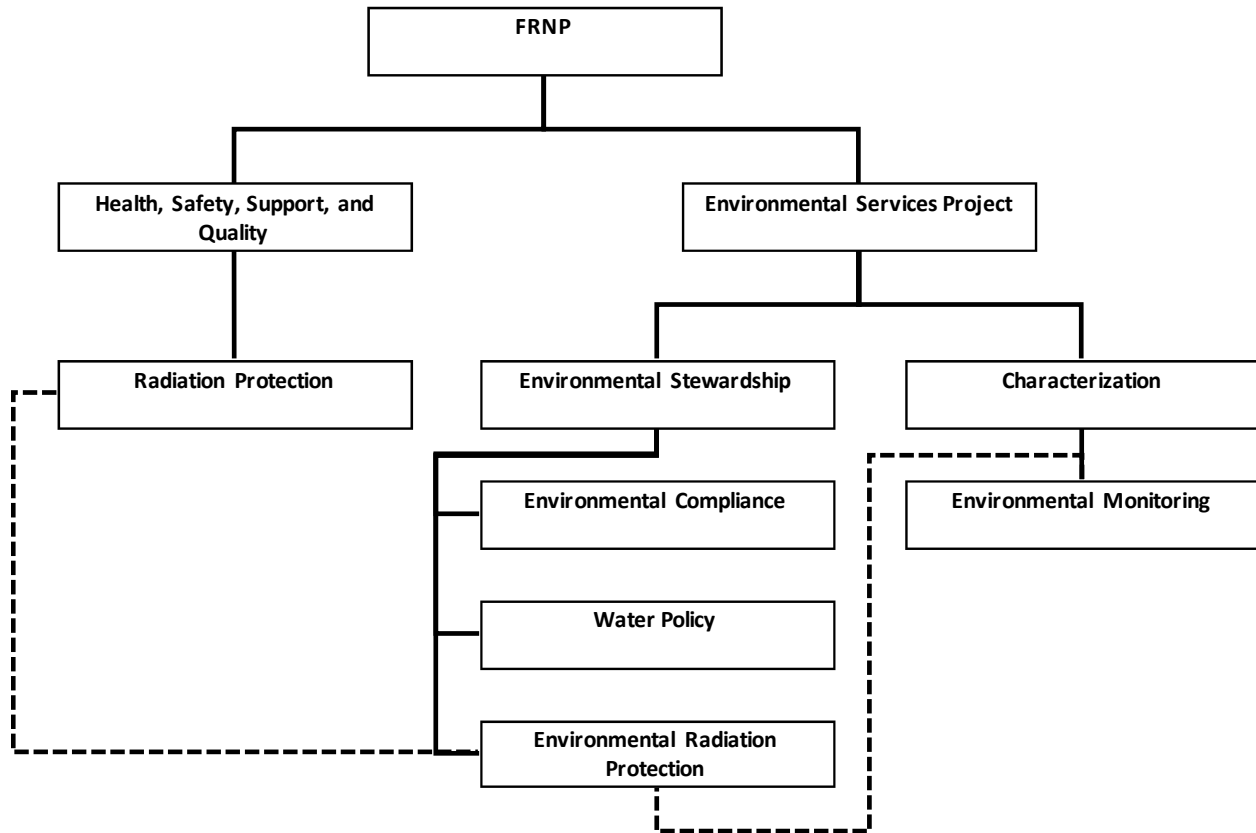 FRNP
Health, Safety, Support, and
Quality
Environmental Services Project
Radiation Protection
Environmental Stewardship
Characterization
Environmental Compliance
Environmental Monitoring
Water Policy
Environmental Radiation
Protection